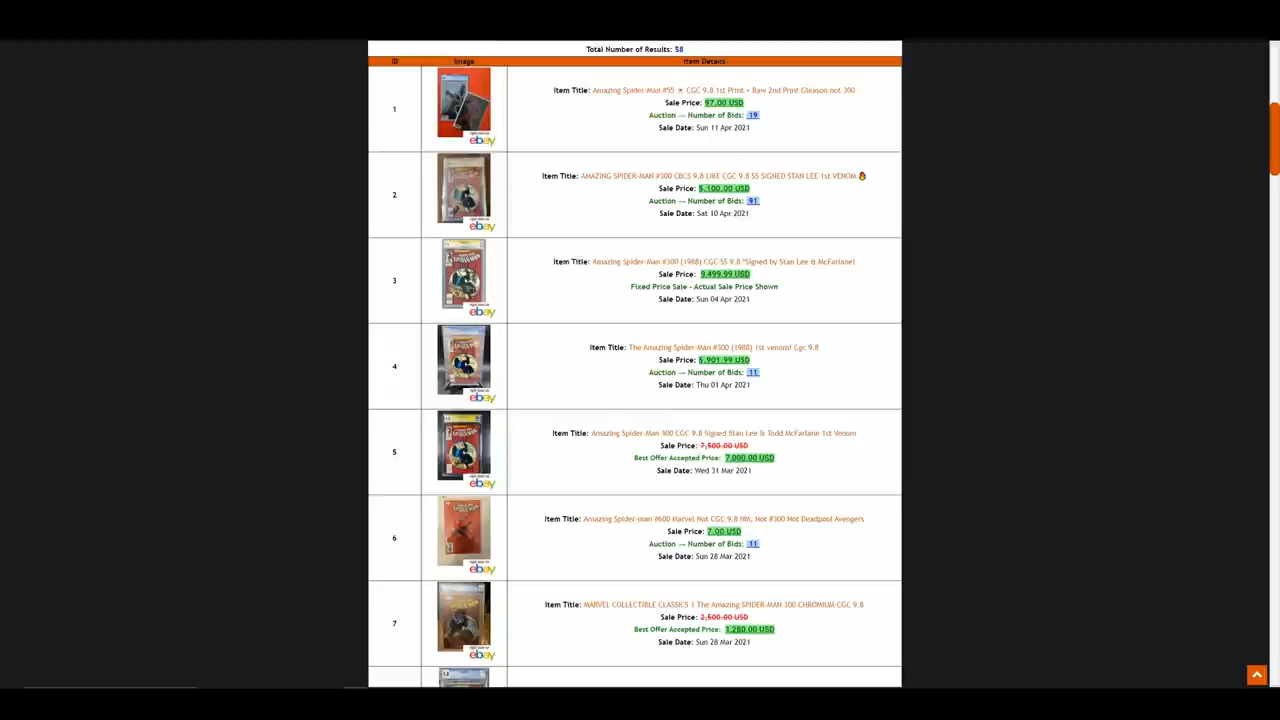 Total Number of Results: 58
ID Image Item Details
1
Item Title: Amazing Spider-Man #55 CGC 9.8 1st Print + Raw 2nd Print Gleason not 300
Sale Price: 97.00 USD
Auction — Number of Bids: 19
Sale Date: Sun 11 Apr 2021
ebay
2
Item Title: AMAZING SPIDER-MAN #300 CBCS 9.8 LIKE CGC 9.8 SS SIGNED STAN LEE 1st VENOM 🔥
Sale Price: 5,100.00 USD
Auction — Number of Bids: 91
Sale Date: Sat 10 Apr 2021
ebay
3
Item Title: Amazing Spider-Man #300 (1988) CGC SS 9.8 "Signed by Stan Lee & McFarlane!
Sale Price: 9,499.99 USD
Fixed Price Sale - Actual Sale Price Shown
Sale Date: Sun 04 Apr 2021
ebay
4
Item Title: The Amazing Spider-Man #300 (1988) 1st venom! Cgc 9.8
Sale Price: 5,901.99 USD
Auction — Number of Bids: 11
Sale Date: Thu 01 Apr 2021
ebay
5
Item Title: Amazing Spider-Man 300 CGC 9.8 Signed Stan Lee & Todd McFarlane 1st Venom
Sale Price: 7,500.00 USD
Best Offer Accepted Price: 7,000.00 USD
Sale Date: Wed 31 Mar 2021
ebay
6
Item Title: Amazing Spider-man #600 Marvel Not CGC 9.8 NM, Not #300 Not Deadpool Avengers
Sale Price: 7.00 USD
Auction — Number of Bids: 11
Sale Date: Sun 28 Mar 2021
ebay
7
Item Title: MARVEL COLLECTIBLE CLASSICS 1 The Amazing SPIDER-MAN 300 CHROMIUM CGC 9.8
Sale Price: 2,500.00 USD
Best Offer Accepted Price: 1,280.00 USD
Sale Date: Sun 28 Mar 2021
ebay